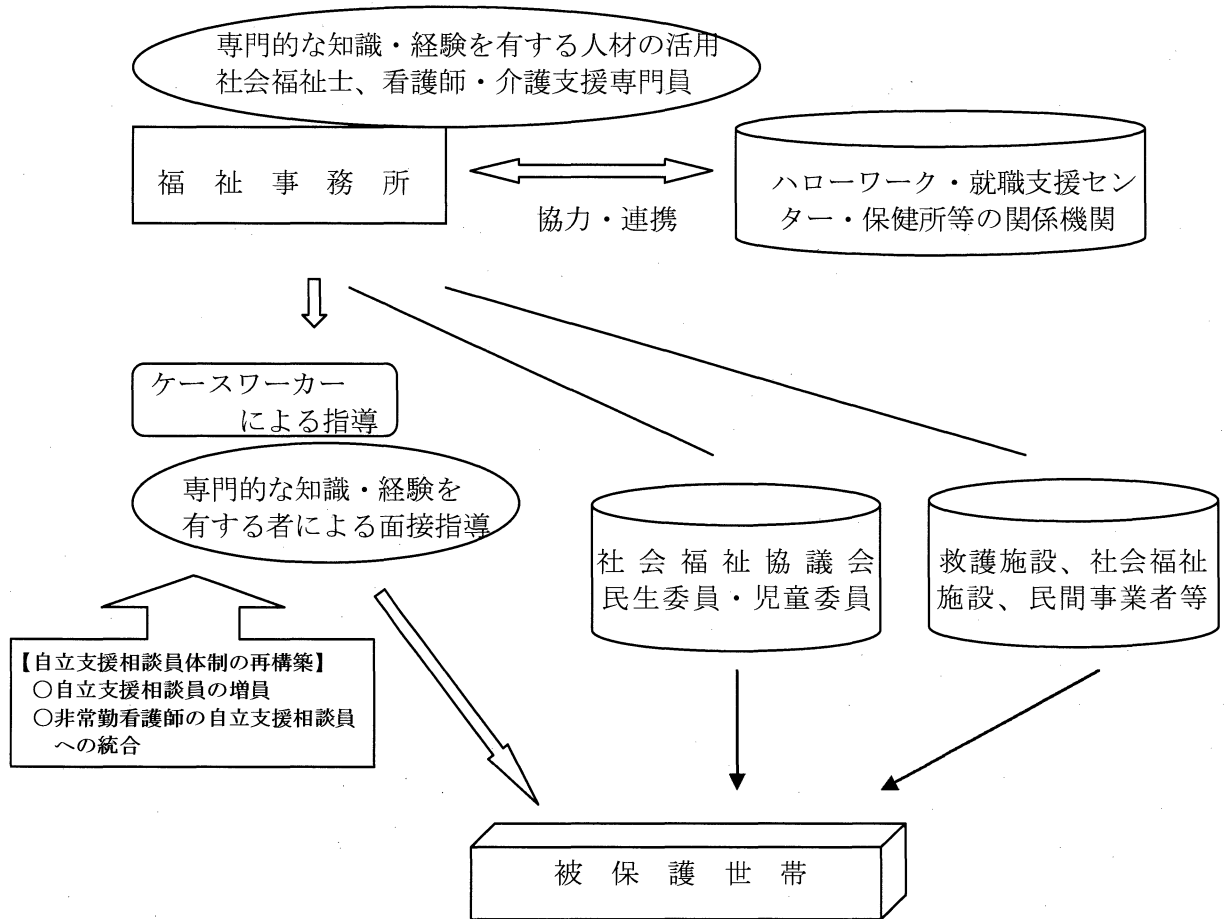 専門的な知識・経験を有する人材の活用
社会福祉士、看護師・介護支援専門員
福祉事務所
協力・連携
ハローワーク・就職支援セン
ター・保健所等の関係機関
ケースワーカー
による指導
専門的な知識・経験を
有する者による面接指導
【自立支援相談員体制の再構築】
○自立支援相談員の増員
○非常勤看護師の自立支援相談員
への統合
社会福祉協議会
民生委員・児童委員
救護施設、社会福祉
施設、民間事業者等
被保護世帯